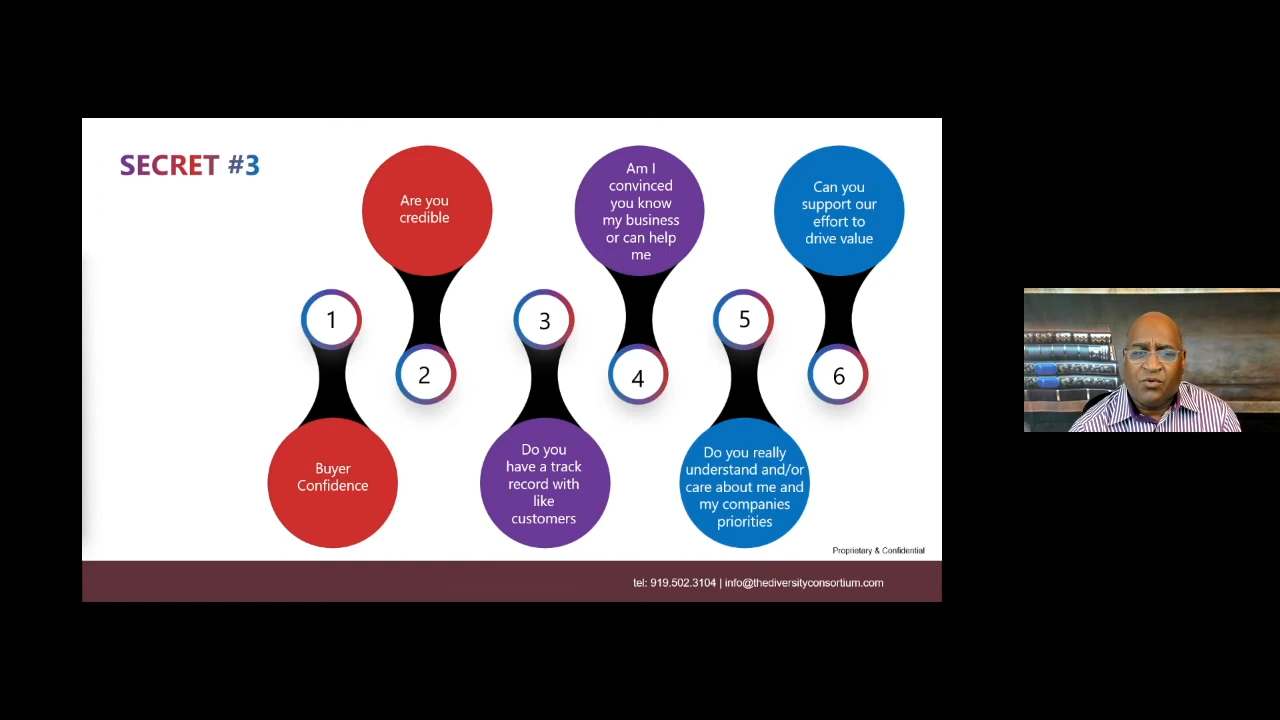 SECRET #3
1
Buyer
Confidence
2
Are you
credible
3
Do you
have a track
record with
like
customers
4
Am I
convinced
you know
my business
or can help
me
5
Do you really
understand and/or
care about me and
my companies
priorities
6
Can you
support our
effort to
drive value
Proprietary & Confidential
tel: 919.502.3104 | info@thediversityconsortium.com